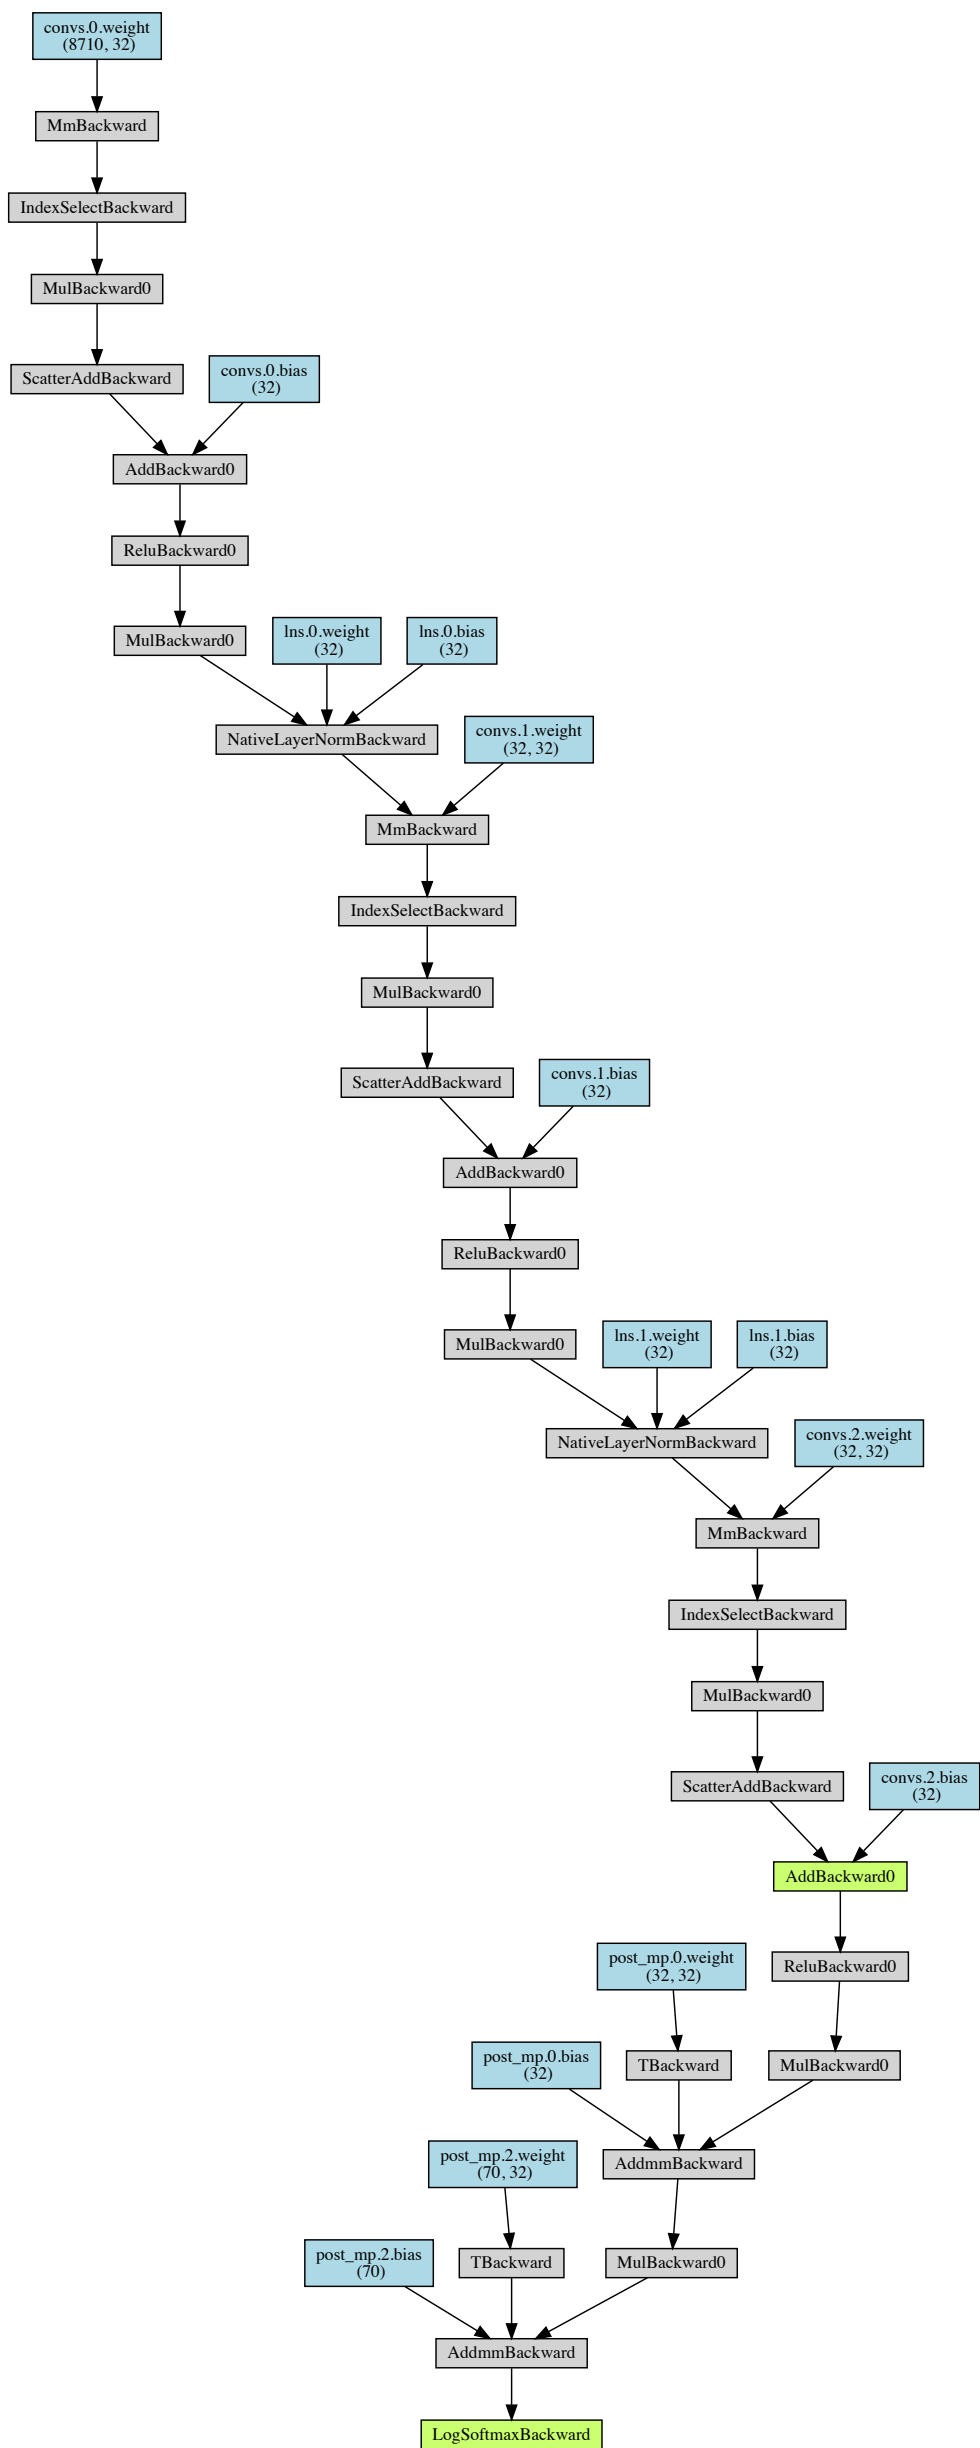 convs.0.weight
(8710, 32)
MmBackward
IndexSelectBackward
MulBackward0
ScatterAddBackward
convs.0.bias
(32)
AddBackward0
ReluBackward0
MulBackward0
lns.0.weight
(32)
lns.0.bias
(32)
NativeLayerNormBackward
convs.1.weight
(32, 32)
MmBackward
IndexSelectBackward
MulBackward0
ScatterAddBackward
convs.1.bias
(32)
AddBackward0
ReluBackward0
MulBackward0
lns.1.weight
(32)
lns.1.bias
(32)
NativeLayerNormBackward
convs.2.weight
(32, 32)
MmBackward
IndexSelectBackward
MulBackward0
ScatterAddBackward
convs.2.bias
(32)
AddBackward0
ReluBackward0
post_mp.0.weight
(32, 32)
post_mp.0.bias
(32)
TBackward
MulBackward0
AddmmBackward
post_mp.2.weight
(70, 32)
post_mp.2.bias
(70)
TBackward
MulBackward0
AddmmBackward
LogSoftmaxBackward